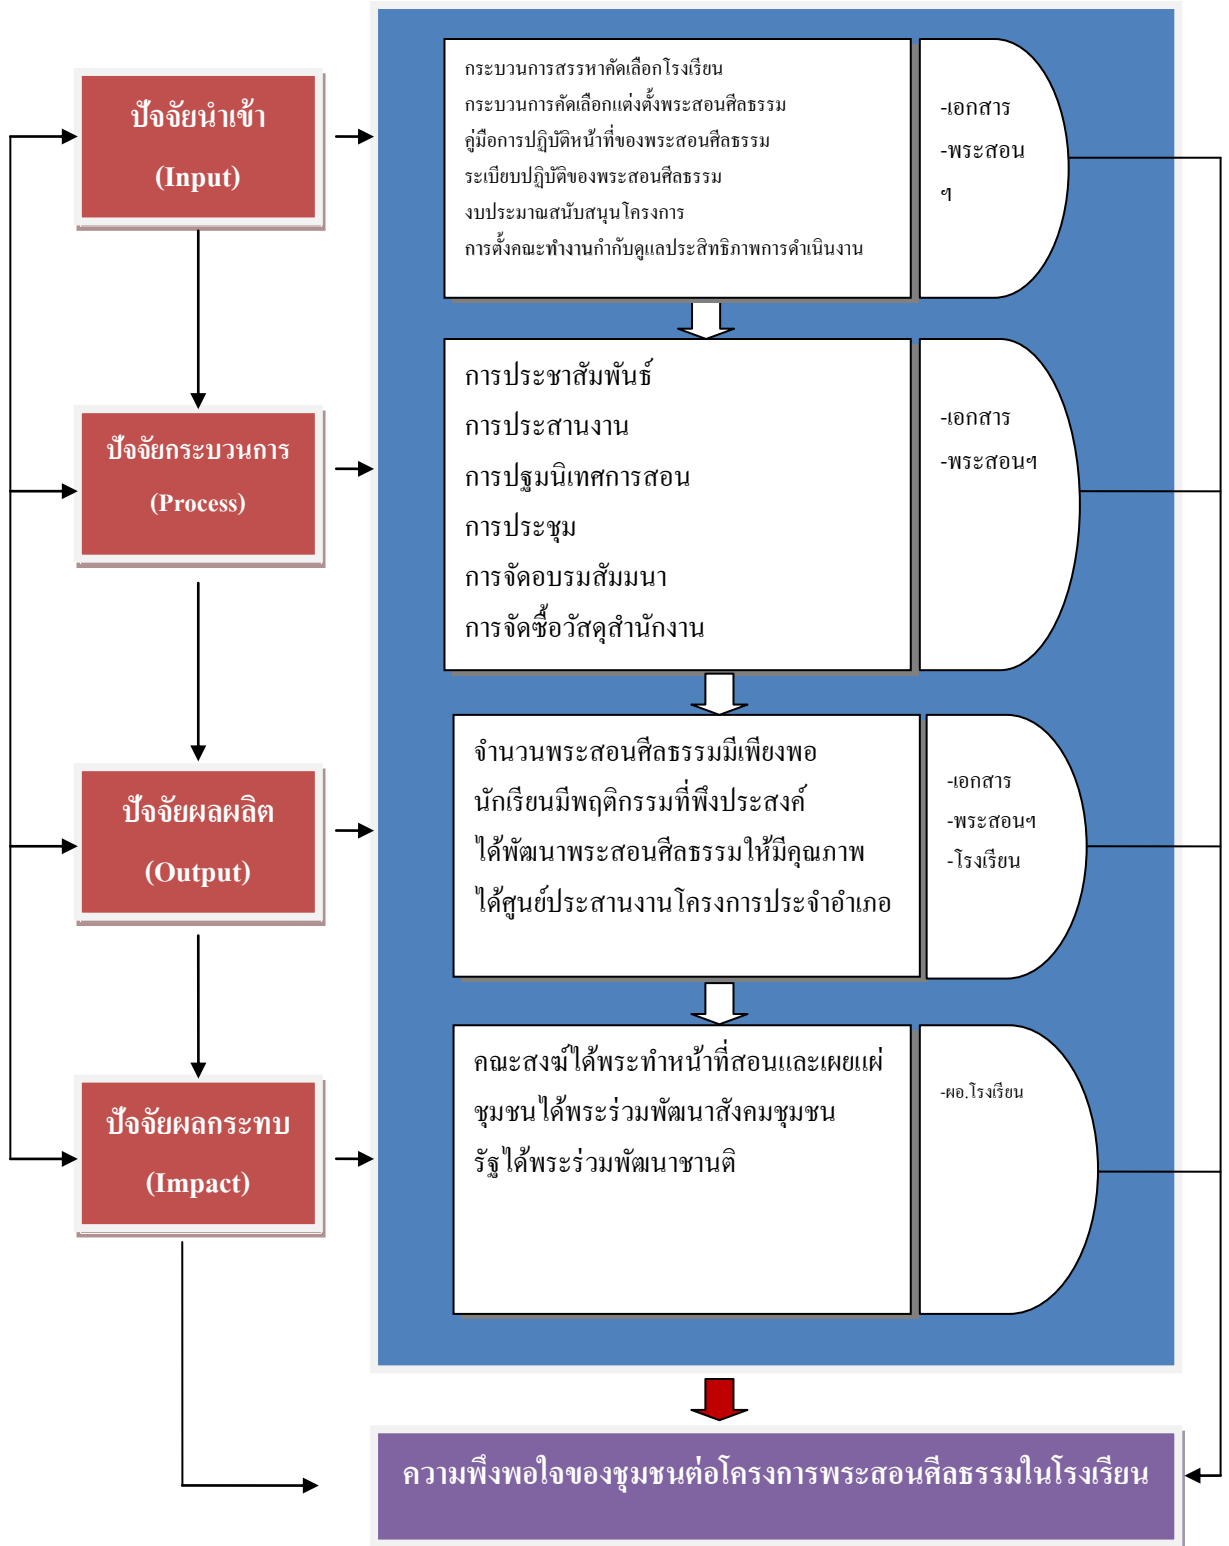 ปัจจัยนำเข้า
(Input)
กระบวนการสรรหาคัดเลือกโรงเรียน
กระบวนการคัดเลือกแต่งตั้งพระสอนศีลธรรม
คู่มือการปฏิบัติหน้าที่ของพระสอนศีลธรรม
ระเบียบปฏิบัติของพระสอนศีลธรรม
งบประมาณสนับสนุนโครงการ
การตั้งคณะทำงานกำกับดูแลประสิทธิภาพการดำเนินงาน
-เอกสาร
-พระสอน
ฯ
ปัจจัยกระบวนการ
(Process)
การประชาสัมพันธ์
การประสานงาน
การปฐมนิเทศการสอน
การประชุม
การจัดอบรมสัมมนา
การจัดซื้อวัสดุสำนักงาน
-เอกสาร
-พระสอนฯ
ปัจจัยผลผลิต
(Output)
จำนวนพระสอนศีลธรรมมีเพียงพอ
นักเรียนมีพฤติกรรมที่พึงประสงค์
ได้พัฒนาพระสอนศีลธรรมให้มีคุณภาพ
ได้ศูนย์ประสานงานโครงการประจำอำเภอ
-เอกสาร
-พระสอนฯ
-โรงเรียน
ปัจจัยผลกระทบ
(Impact)
คณะสงฆ์ได้พระทำหน้าที่สอนและเผยแผ่
ชุมชนได้พระร่วมพัฒนาสังคมชุมชน
รัฐได้พระร่วมพัฒนาชานติ
-ผอ.โรงเรียน
ความพึงพอใจของชุมชนต่อโครงการพระสอนศีลธรรมในโรงเรียน